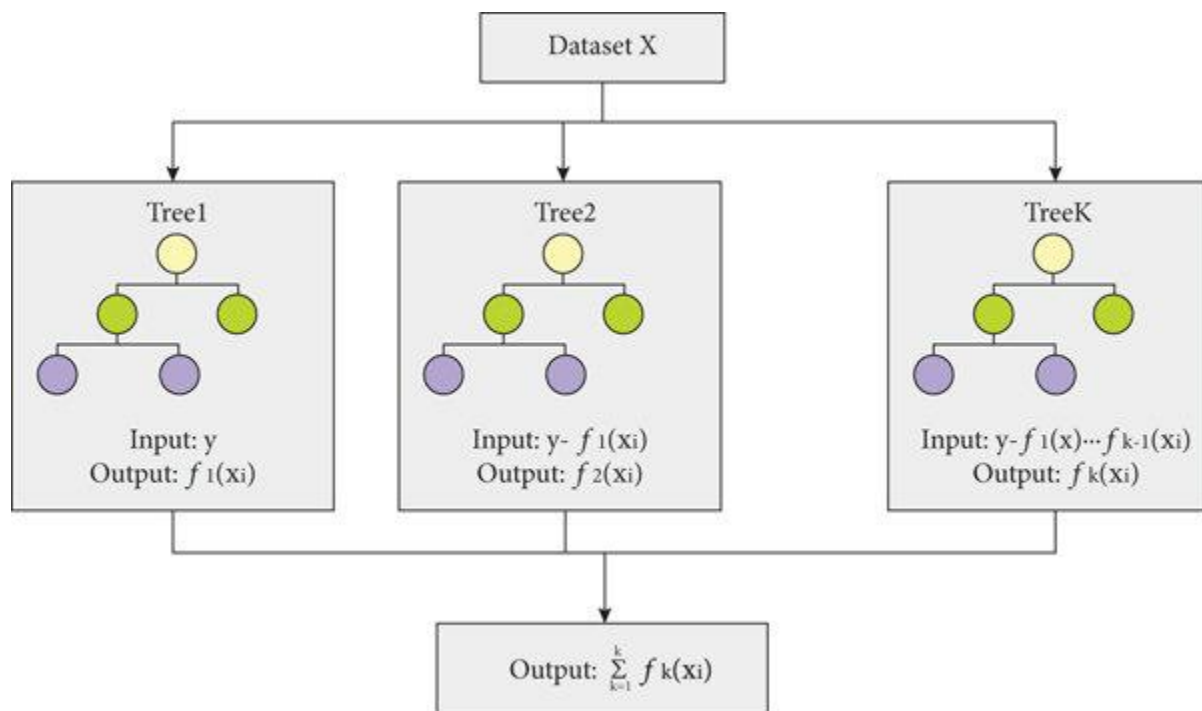 Dataset X
Tree1
Input: y
Output: f 1(xi)
Tree2
Input: y- f 1(xi)
Output: f 2(xi)
TreeK
Input: y-f 1(x)···f k-1(xi)
Output: f k(xi)
Output: k∑k=1 f k(xi)